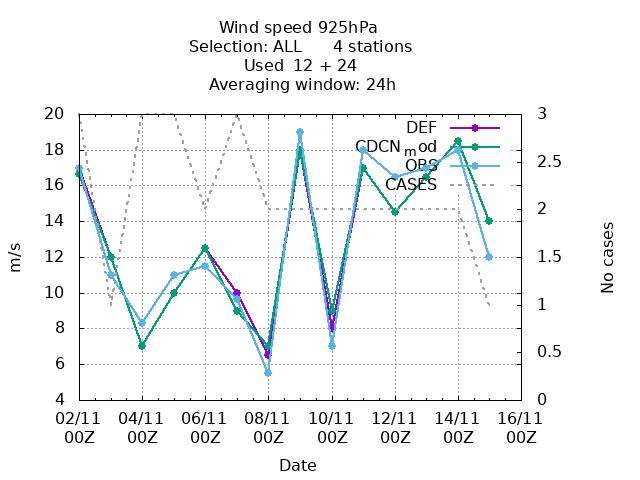 Wind speed 925hPa
Selection: ALL 4 stations
Used 12 + 24
Averaging window: 24h
20
18
16
14
12
10
8
6
4
m/s
3
2.5
2
1.5
1
0.5
0
No cases
DEF
CDCN_mod
OBS
CASES
02/11 04/11 06/11 08/11 10/11 12/11 14/11 16/11
00Z 00Z 00Z 00Z 00Z 00Z 00Z 00Z
Date